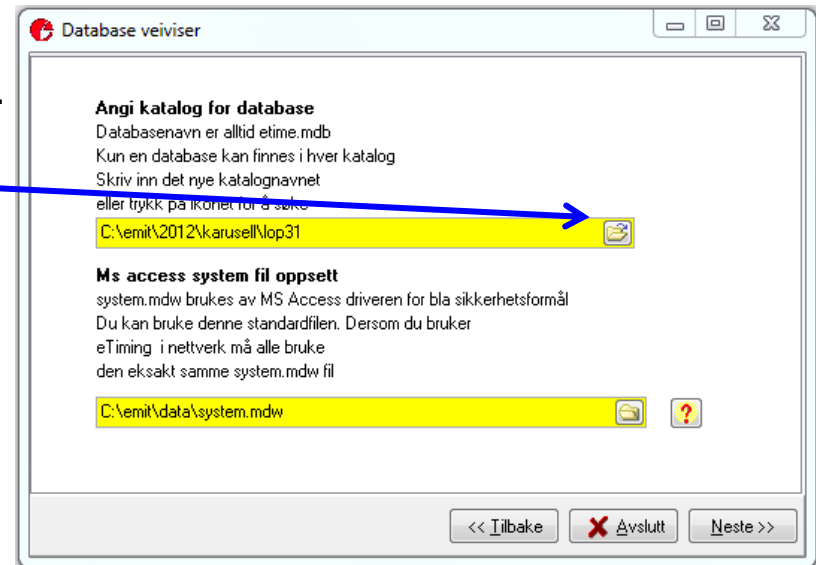 Database veiviser
Angi katalog for database
Databasenavn er alltid etime.mdb
Kun en database kan finnes i hver katalog
Skriv inn det nye katalognavnet
eller trykk på ikonet for å søke
C:\emit\2012\karusell\lop31
Ms access system fil oppsett
system.mdw brukes av MS Access driveren for bla sikkerhetsformål
Du kan bruke denne standardfilen. Dersom du bruker
eTiming i nettverk må alle bruke
den eksakt samme system.mdw fil
C:\emit\data\system.mdw
?
<< Tilbake Avslutt Neste >>